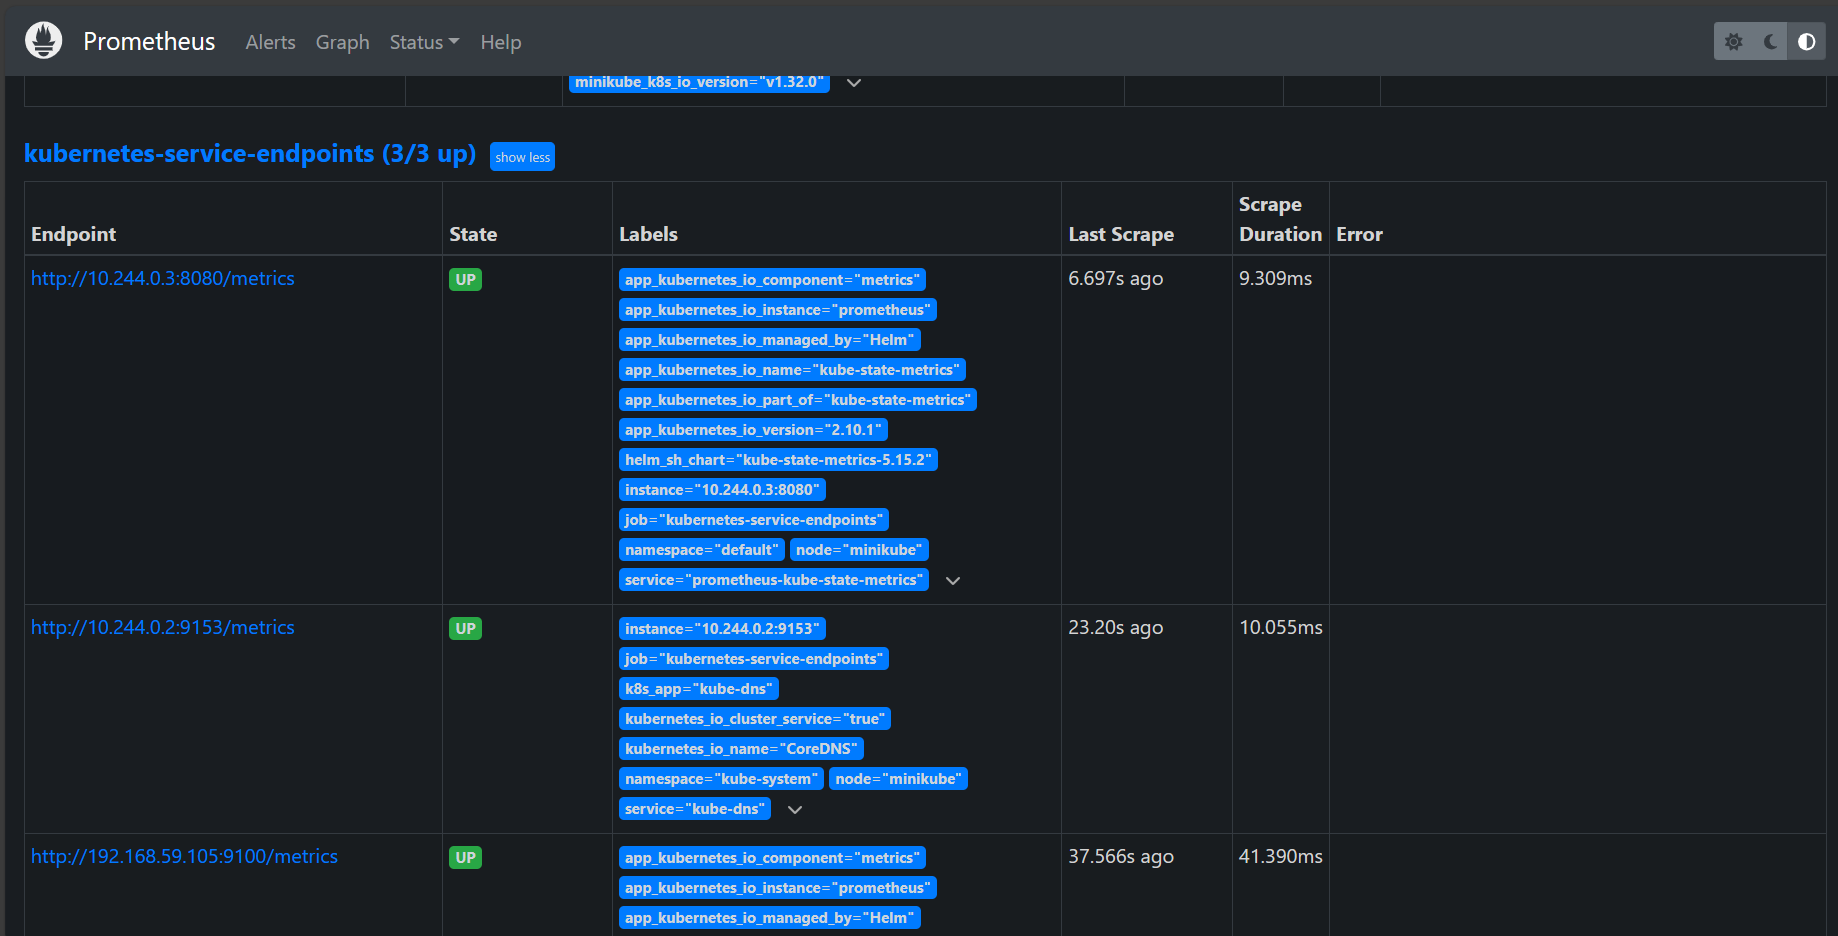 Prometheus Alerts Graph Status Help
minikube_k8s_io_version="v1.32.0"
kubernetes-service-endpoints (3/3 up) show less
Endpoint State Labels Last Scrape Scrape Duration Error
http://10.244.0.3:8080/metrics UP app_kubernetes_io_component="metrics" 6.697s ago 9.309ms
app_kubernetes_io_instance="prometheus"
app_kubernetes_io_managed_by="Helm"
app_kubernetes_io_name="kube-state-metrics"
app_kubernetes_io_part_of="kube-state-metrics"
app_kubernetes_io_version="2.10.1"
helm_sh_chart="kube-state-metrics-5.15.2"
instance="10.244.0.3:8080"
job="kubernetes-service-endpoints"
namespace="default" node="minikube"
service="prometheus-kube-state-metrics"
http://10.244.0.2:9153/metrics UP instance="10.244.0.2:9153" 23.20s ago 10.055ms
job="kubernetes-service-endpoints"
k8s_app="kube-dns"
kubernetes_io_cluster_service="true"
kubernetes_io_name="CoreDNS"
namespace="kube-system" node="minikube"
service="kube-dns"
http://192.168.59.105:9100/metrics UP app_kubernetes_io_component="metrics" 37.566s ago 41.390ms
app_kubernetes_io_instance="prometheus"
app_kubernetes_io_managed_by="Helm"